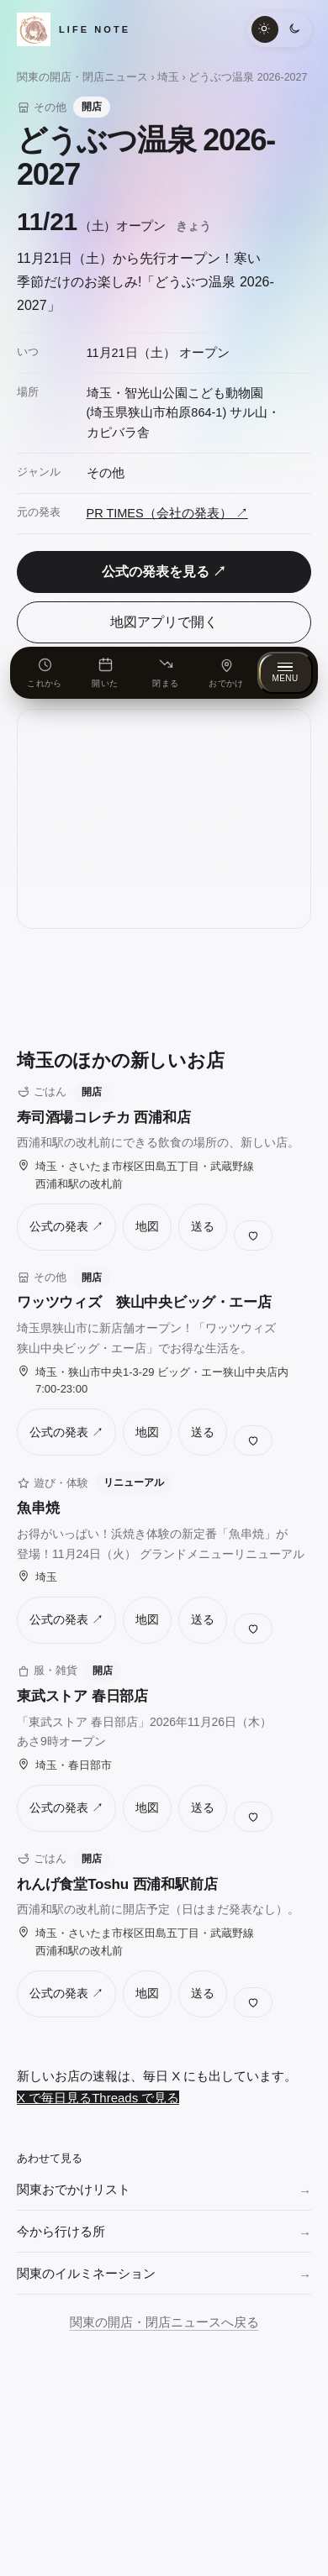 LIFE NOTE
関東の開店・閉店ニュース › 埼玉 › どうぶつ温泉 2026-2027
その他 開店
どうぶつ温泉 2026-
2027
11/21（土）オープン きょう
11月21日（土）から先行オープン！寒い
季節だけのお楽しみ!「どうぶつ温泉 2026-
2027」
いつ 11月21日（土） オープン
場所 埼玉・智光山公園こども動物園
(埼玉県狭山市柏原864-1) サル山・
カピバラ舎
ジャンル その他
元の発表 PR TIMES（会社の発表） ↗
公式の発表を見る ↗
地図アプリで開く
これから 開いた 閉まる おでかけ MENU
埼玉のほかの新しいお店
ごはん 開店
寿司酒場コレチカ 西浦和店
西浦和駅の改札前にできる飲食の場所の、新しい店。
埼玉・さいたま市桜区田島五丁目・武蔵野線
西浦和駅の改札前
公式の発表 ↗ 地図 送る
その他 開店
ワッツウィズ　狭山中央ビッグ・エー店
埼玉県狭山市に新店舗オープン！「ワッツウィズ
狭山中央ビッグ・エー店」でお得な生活を。
埼玉・狭山市中央1-3-29 ビッグ・エー狭山中央店内
7:00-23:00
公式の発表 ↗ 地図 送る
遊び・体験 リニューアル
魚串焼
お得がいっぱい！浜焼き体験の新定番「魚串焼」が
登場！11月24日（火） グランドメニューリニューアル
埼玉
公式の発表 ↗ 地図 送る
服・雑貨 開店
東武ストア 春日部店
「東武ストア 春日部店」2026年11月26日（木）
あさ9時オープン
埼玉・春日部市
公式の発表 ↗ 地図 送る
ごはん 開店
れんげ食堂Toshu 西浦和駅前店
西浦和駅の改札前に開店予定（日はまだ発表なし）。
埼玉・さいたま市桜区田島五丁目・武蔵野線
西浦和駅の改札前
公式の発表 ↗ 地図 送る
新しいお店の速報は、毎日 X にも出しています。
X で毎日見るThreads で見る
あわせて見る
関東おでかけリスト →
今から行ける所 →
関東のイルミネーション →
関東の開店・閉店ニュースへ戻る